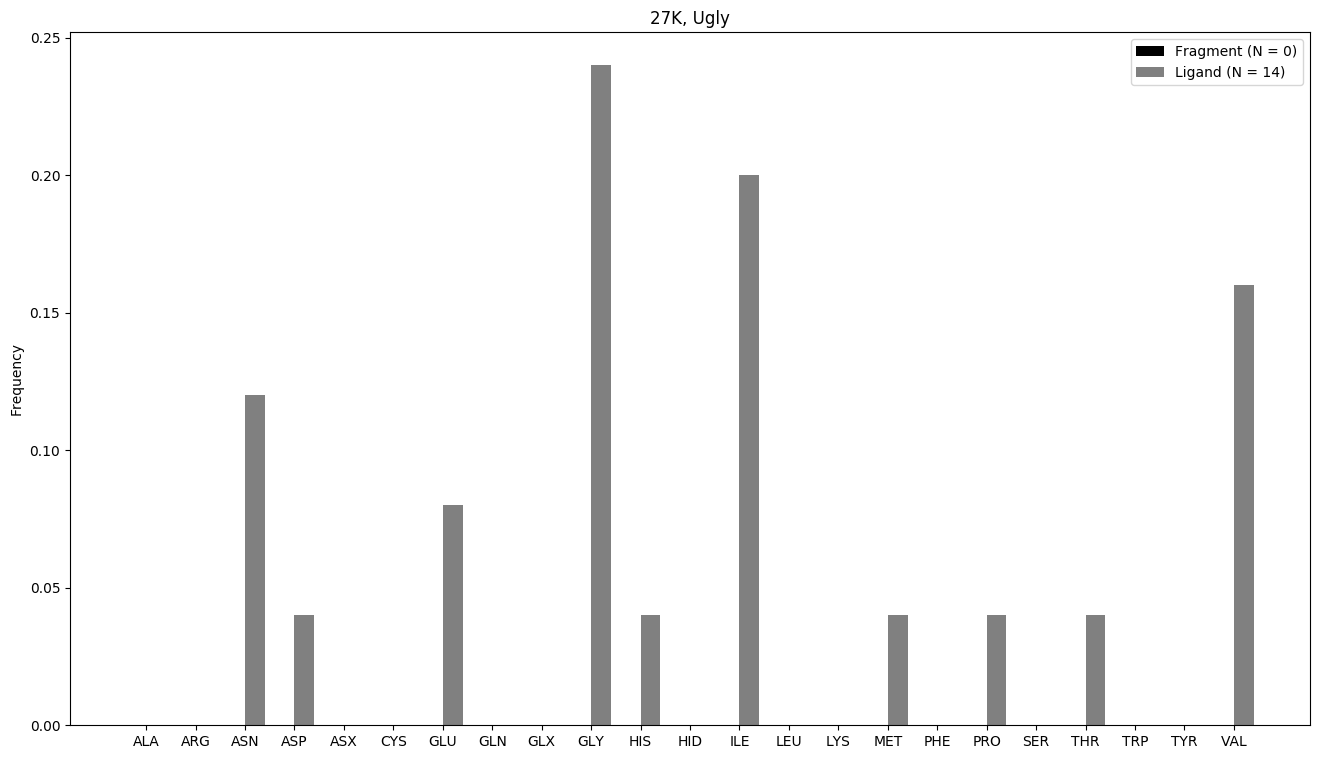 27K, Ugly
Fragment (N = 0)
Ligand (N = 14)
0.25
0.20
0.15
0.10
0.05
0.00
Frequency
ALA ARG ASN ASP ASX CYS GLU GLN GLX GLY HIS HID ILE LEU LYS MET PHE PRO SER THR TRP TYR VAL